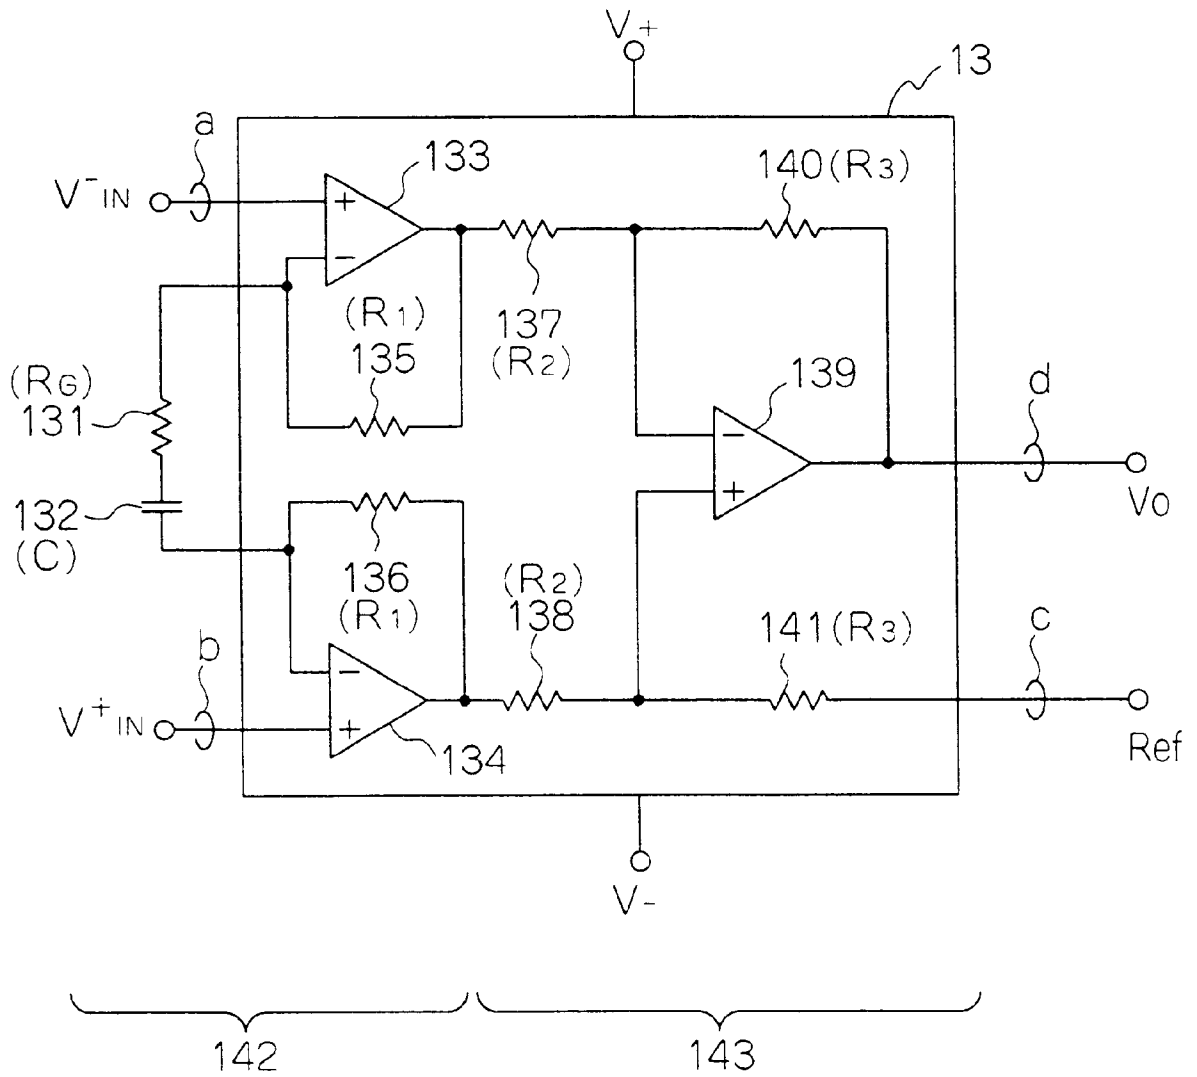 V+
13
a
133
140(R3)
V-IN
+
−
(R1)
135
137
(R2)
(RG)
131
139
d
−
+
Vo
132
(C)
136
(R1)
(R2)
138
141(R3)
c
b
−
+
V+IN
134
Ref
V-
142
143